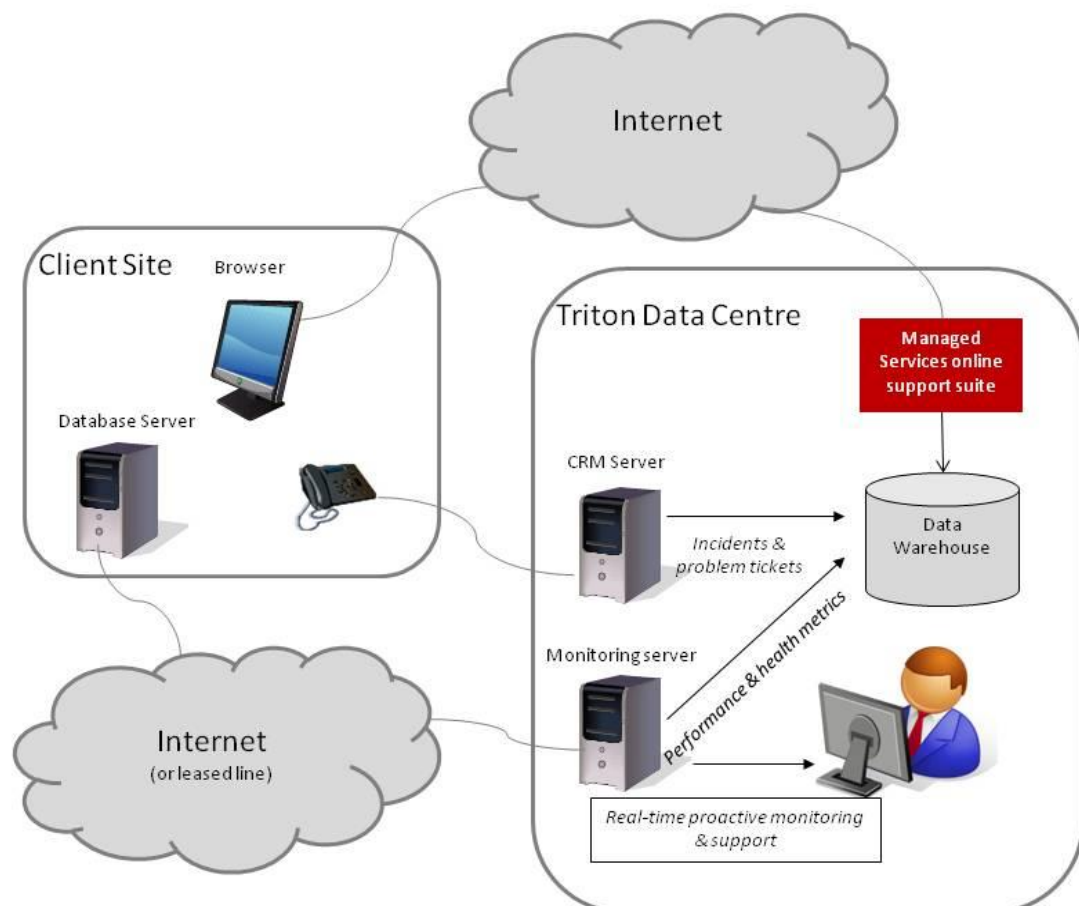 Internet
Client Site
Browser
Database Server
Triton Data Centre
Managed
Services online
support suite
CRM Server
Incidents &
problem tickets
Data
Warehouse
Monitoring server
Performance & health metrics
Real-time proactive monitoring
& support
Internet
(or leased line)